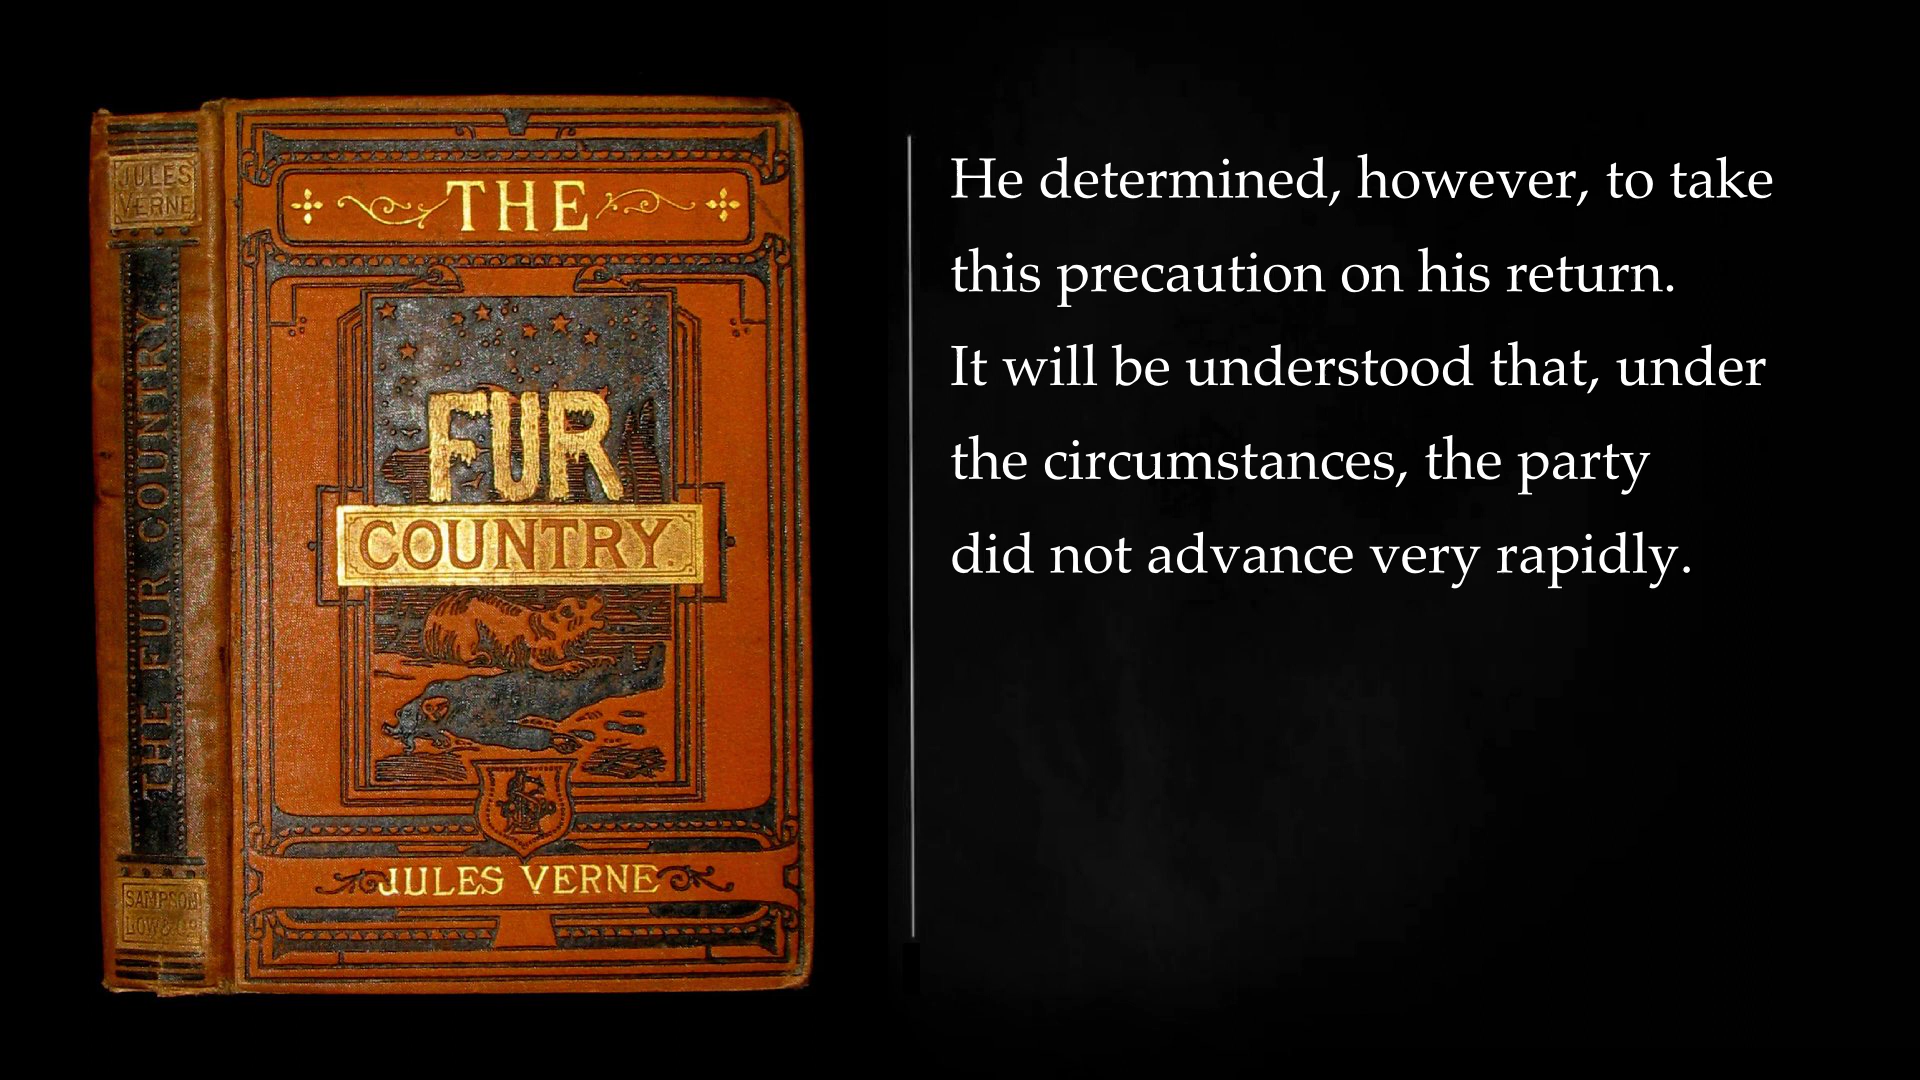 JULES
VERNE
THE FUR COUNTRY.
SAMPSON
LOW & Co
THE
FUR
COUNTRY.
JULES VERNE
He determined, however, to take
this precaution on his return.
It will be understood that, under
the circumstances, the party
did not advance very rapidly.